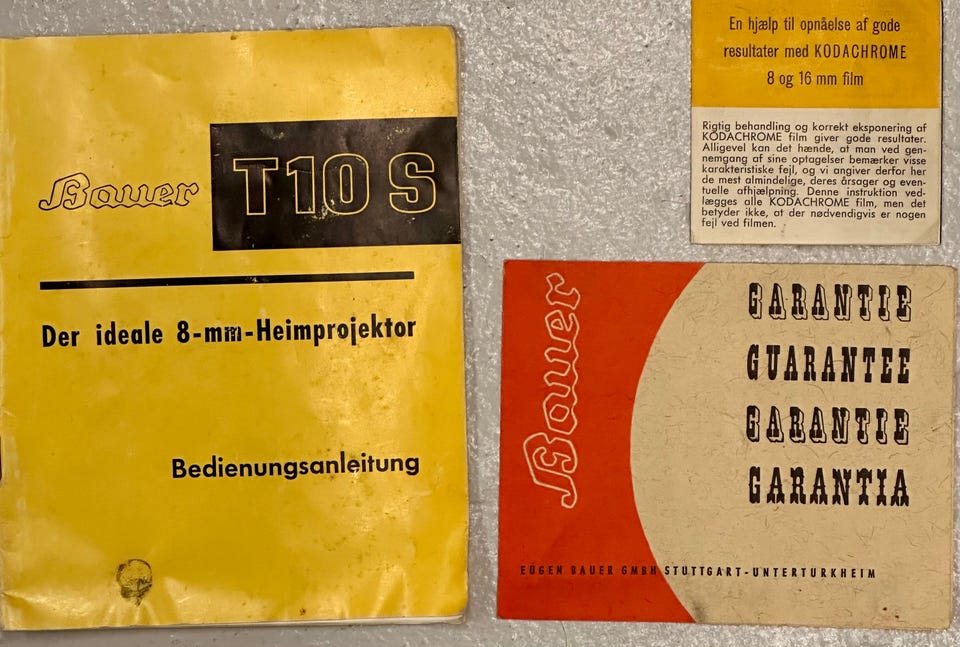 Bauer
T10 S
Der ideale 8-mm-Heimprojektor
Bedienungsanleitung
En hjælp til opnåelse af gode
resultater med KODACHROME
8 og 16 mm film
Rigtig behandling og korrekt eksponering af
KODACHROME film giver gode resultater.
Alligevel kan det hænde, at man ved gen-
nemgang af sine optagelser bemærker visse
karakteristiske fejl, og vi angiver derfor her
de mest almindelige, deres årsager og even-
tuelle afhjælpning. Denne instruktion ved-
lægges alle KODACHROME film, men det
betyder ikke, at der nødvendigvis er nogen
fejl ved filmen.
Bauer
GARANTIE
GUARANTEE
GARANTIE
GARANTIA
EUGEN BAUER GMBH STUTTGART-UNTERTURKHEIM